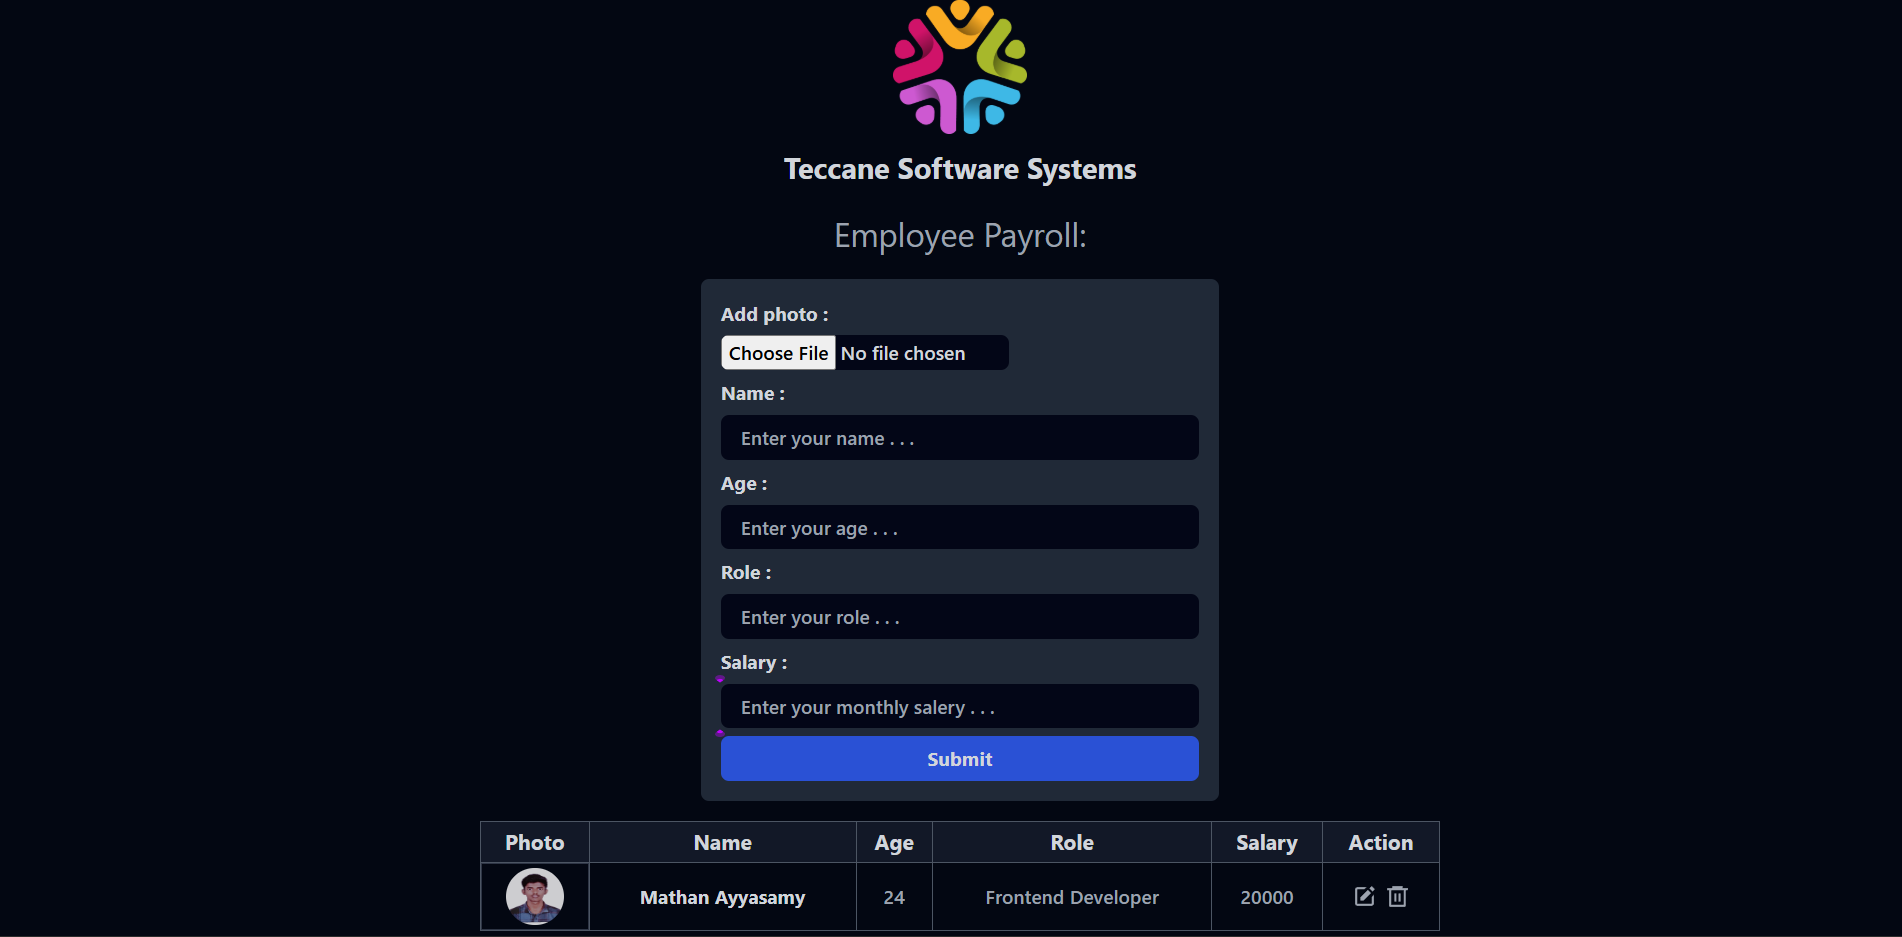 Teccane Software Systems
Employee Payroll:
Add photo :
Choose File No file chosen
Name :
Enter your name . . .
Age :
Enter your age . . .
Role :
Enter your role . . .
Salary :
Enter your monthly salery . . .
Submit
Photo Name Age Role Salary Action
Mathan Ayyasamy 24 Frontend Developer 20000